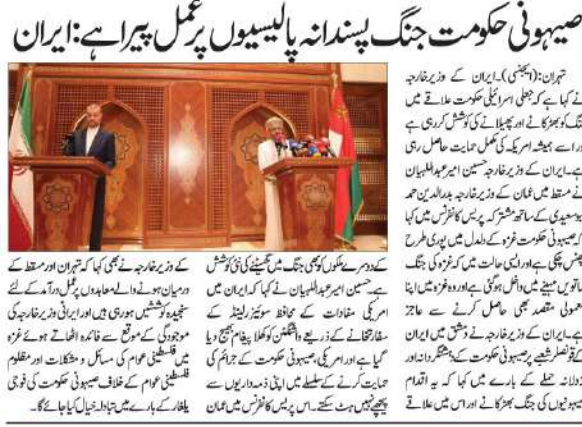 صیہونی حکومت جنگ پسندانہ پالیسیوں پر عمل پیرا ہے: ایران
تہران: (ایجنسی)۔ ایران کے وزیر خارجہ
نے کہا ہے کہ جعلی اسرائیلی حکومت علاقے میں
جنگ کو بھڑکانے اور پھیلانے کی کوشش کر رہی ہے
اور اسے ہمیشہ امریکہ کی مکمل حمایت حاصل رہی
ہے۔ ایران کے وزیر خارجہ حسین امیر عبداللہیان
نے مسقط میں عمان کے وزیر خارجہ بدر الدین حمد
بوسعیدی کے ساتھ مشترکہ پریس کانفرنس میں کہا
کہ صیہونی حکومت غزہ کے دلدل میں پوری طرح
پھنس چکی ہے اور ایسی حالت میں کہ غزہ کی جنگ
ساتویں مہینے میں داخل ہوگئی ہے اور وہ غزہ میں اپنا
معمولی مقصد بھی حاصل کرنے سے عاجز
ہے۔ ایران کے وزیر خارجہ نے دمشق میں ایران
کے قونصلر شعبے پر صیہونی حکومت کے دہشتگردانہ اور
بزدلانہ حملے کے بارے میں کہا کہ یہ اقدام
صیہونیوں کی جنگ بھڑکانے اور اس میں علاقے
کے دوسرے ملکوں کو بھی جنگ میں گھسیٹنے کی نئی کوشش
ہے۔ حسین امیر عبداللہیان نے کہا کہ ایران میں
امریکی مفادات کے محافظ سوئیزرلینڈ کے
سفارتخانے کے ذریعے واشنگٹن کو کھلا پیغام بھیج دیا
گیا ہے اور امریکی، صیہونی حکومت کے جرائم کی
حمایت کرنے کے سلسلے میں اپنی ذمہ داریوں سے
پیچھے نہیں ہٹ سکتے۔ اس پریس کانفرنس میں عمان
کے وزیر خارجہ نے بھی کہا کہ تہران اور مسقط کے
درمیان ہونے والے معاہدوں پر عمل درآمد کے لئے
سنجیدہ کوششیں ہو رہی ہیں اور ایرانی وزیر خارجہ کی
موجودگی کے موقع سے فائدہ اٹھاتے ہوئے غزہ
میں فلسطینی عوام کی مسائل و مشکلات اور مظلوم
فلسطینی عوام کے خلاف صیہونی حکومت کی فوجی
یلغار کے بارے میں تبادلہ خیال کیا جائے گا۔